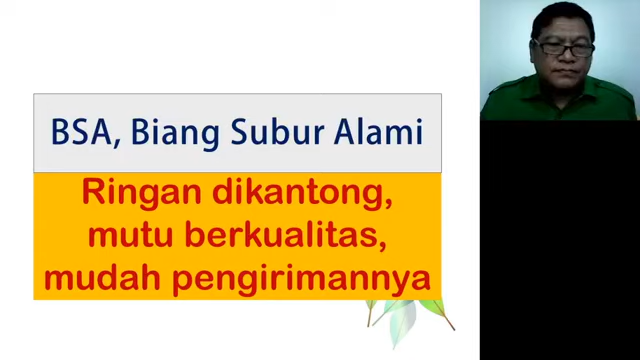 BSA, Biang Subur Alami
Ringan dikantong,
mutu berkualitas,
mudah pengirimannya